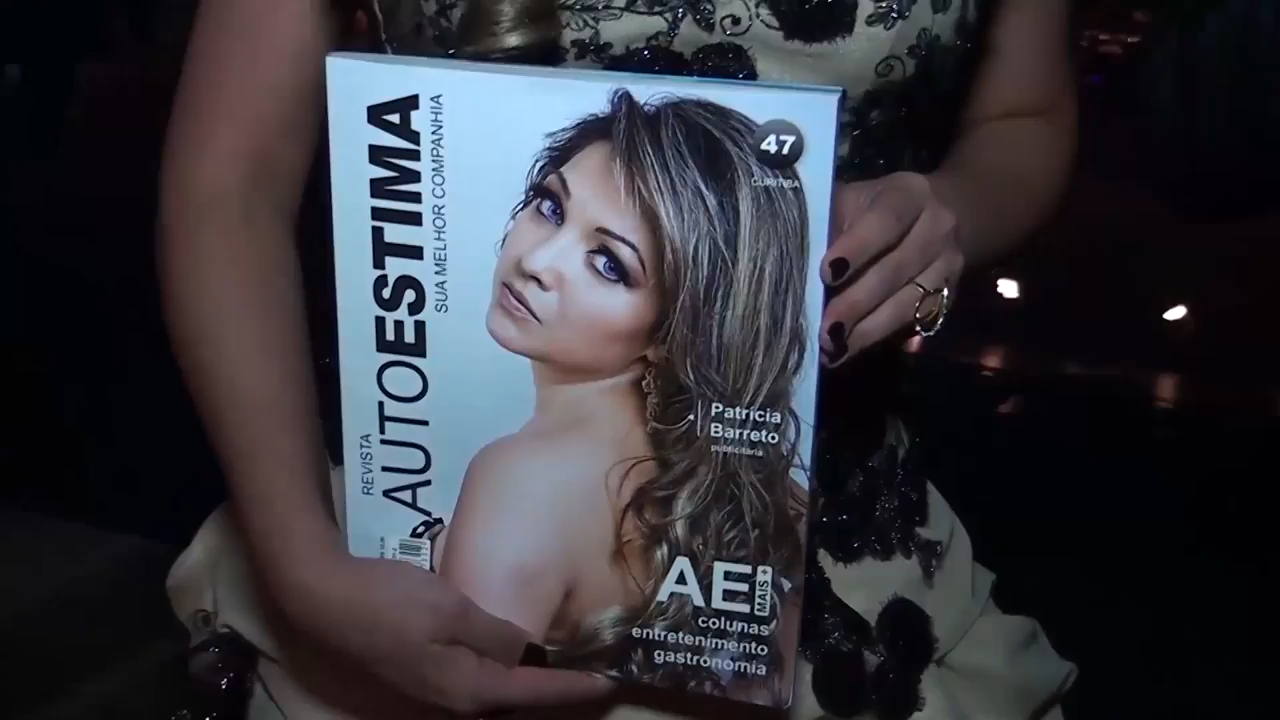 REVISTA
AUTOESTIMA
SUA MELHOR COMPANHIA
47
CURITIBA
Patrícia
Barreto
publicitária
AE
MAIS +
colunas
entretenimento
gastronomia